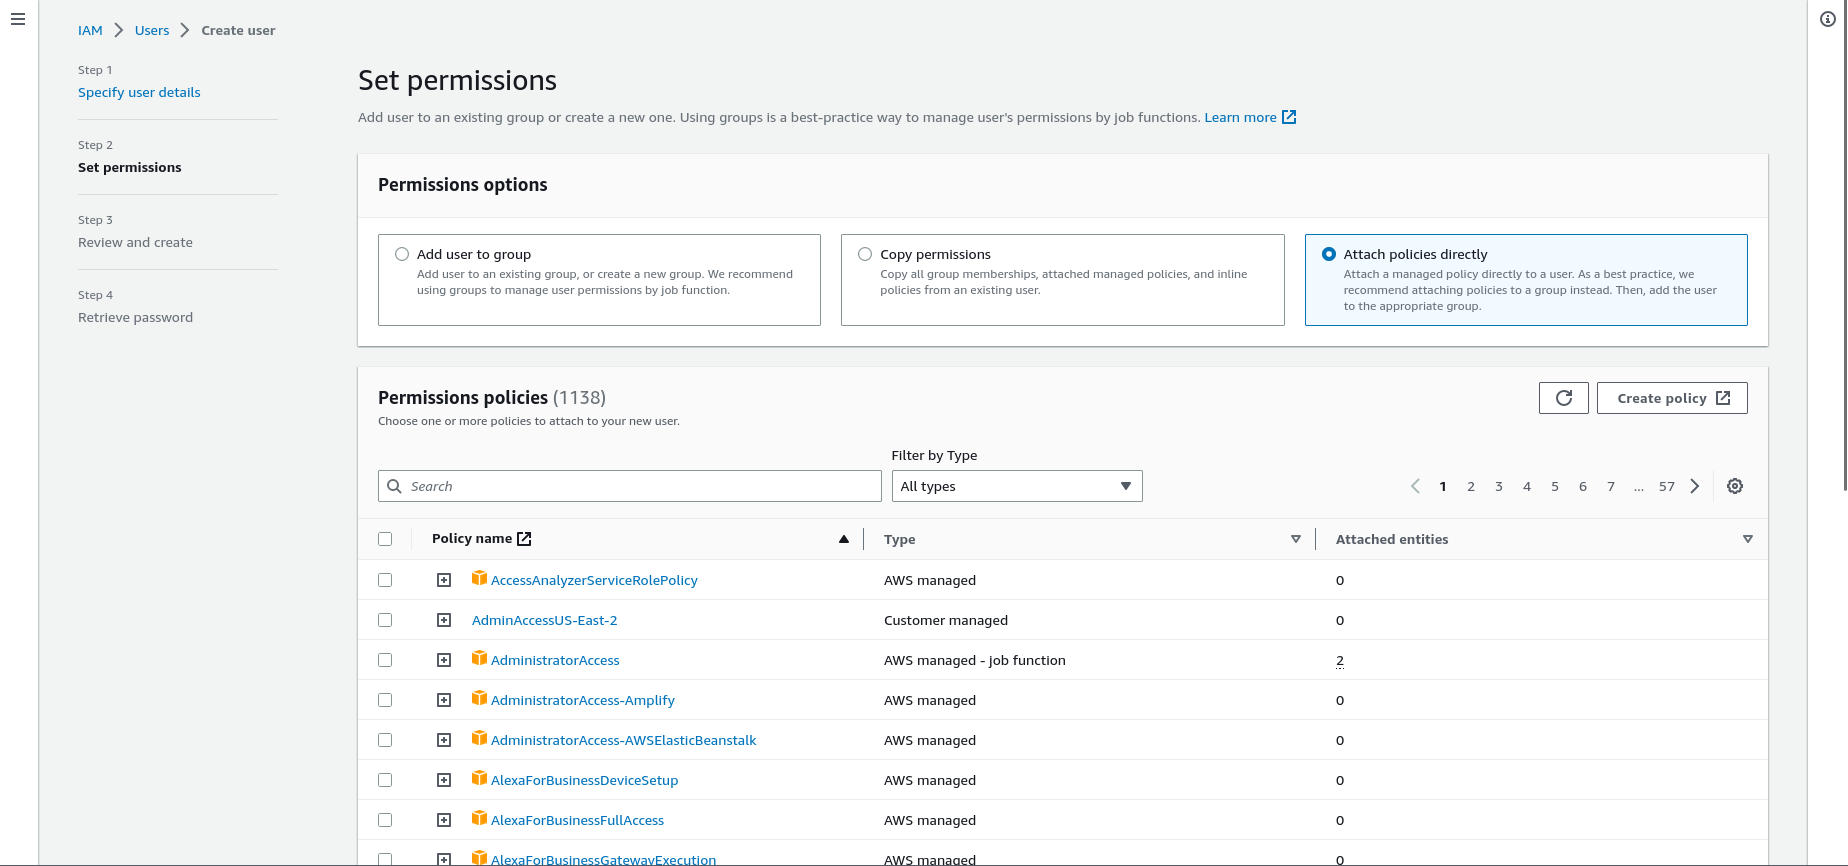 IAM > Users > Create user
Step 1
Specify user details
Step 2
Set permissions
Step 3
Review and create
Step 4
Retrieve password
Set permissions
Add user to an existing group or create a new one. Using groups is a best-practice way to manage user's permissions by job functions. Learn more
Permissions options
Add user to group
Add user to an existing group, or create a new group. We recommend
using groups to manage user permissions by job function.
Copy permissions
Copy all group memberships, attached managed policies, and inline
policies from an existing user.
Attach policies directly
Attach a managed policy directly to a user. As a best practice, we
recommend attaching policies to a group instead. Then, add the user
to the appropriate group.
Permissions policies (1138)
Choose one or more policies to attach to your new user.
Create policy
Filter by Type
Search
All types
1 2 3 4 5 6 7 ... 57
Policy name Type Attached entities
AccessAnalyzerServiceRolePolicy AWS managed 0
AdminAccessUS-East-2 Customer managed 0
AdministratorAccess AWS managed - job function 2
AdministratorAccess-Amplify AWS managed 0
AdministratorAccess-AWSElasticBeanstalk AWS managed 0
AlexaForBusinessDeviceSetup AWS managed 0
AlexaForBusinessFullAccess AWS managed 0
AlexaForBusinessGatewayExecution AWS managed 0